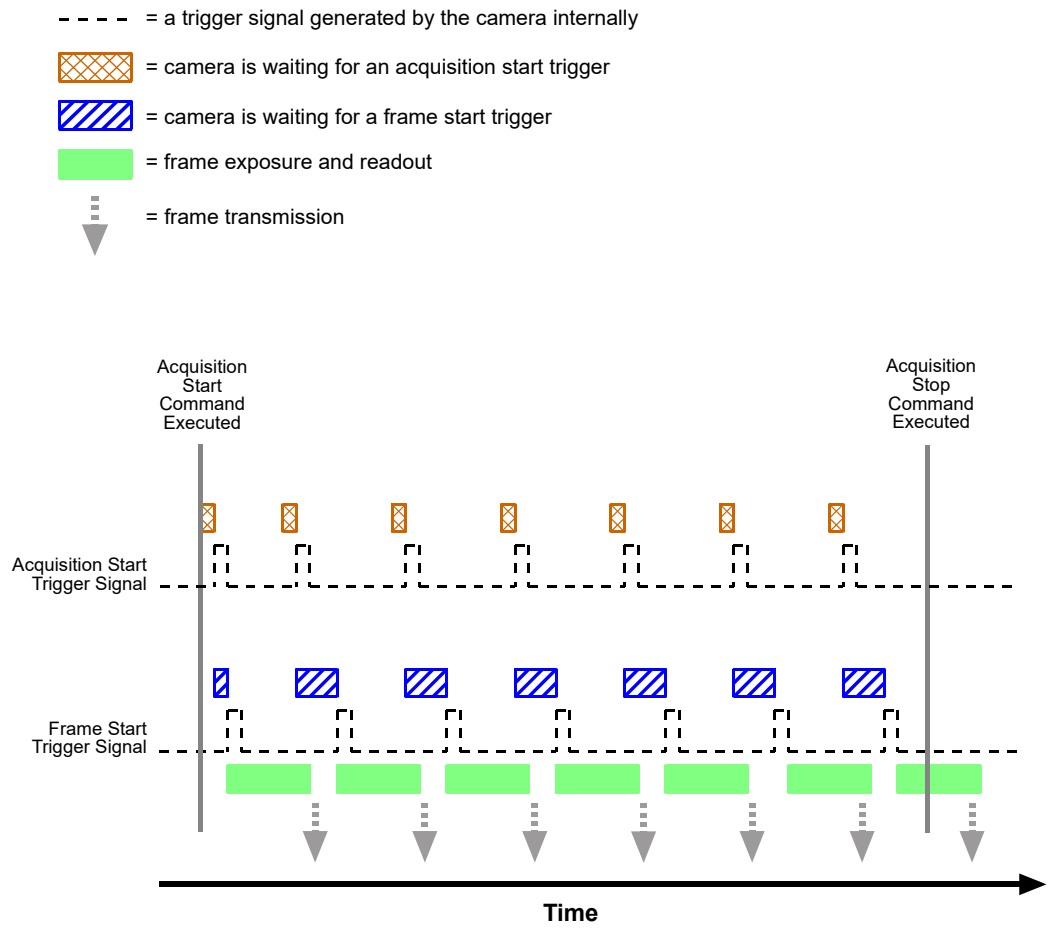 = a trigger signal generated by the camera internally
= camera is waiting for an acquisition start trigger
= camera is waiting for a frame start trigger
= frame exposure and readout
= frame transmission
Acquisition
Start
Command
Executed
Acquisition
Stop
Command
Executed
Acquisition Start
Trigger Signal
Frame Start
Trigger Signal
Time